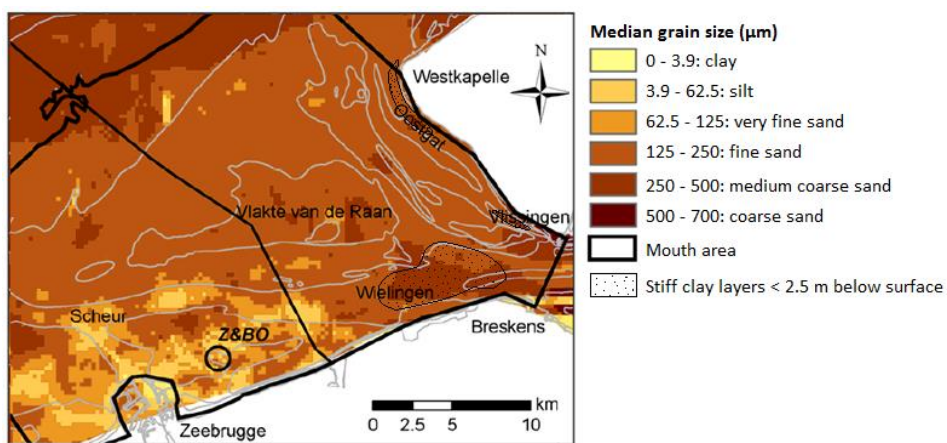 Westkapelle
N
Oostgat
Vlakte van de Raan
Vlissingen
Wielingen
Scheur
Z&BO
Breskens
Zeebrugge
km
0 2.5 5 10
Median grain size (µm)
0 - 3.9: clay
3.9 - 62.5: silt
62.5 - 125: very fine sand
125 - 250: fine sand
250 - 500: medium coarse sand
500 - 700: coarse sand
Mouth area
Stiff clay layers < 2.5 m below surface